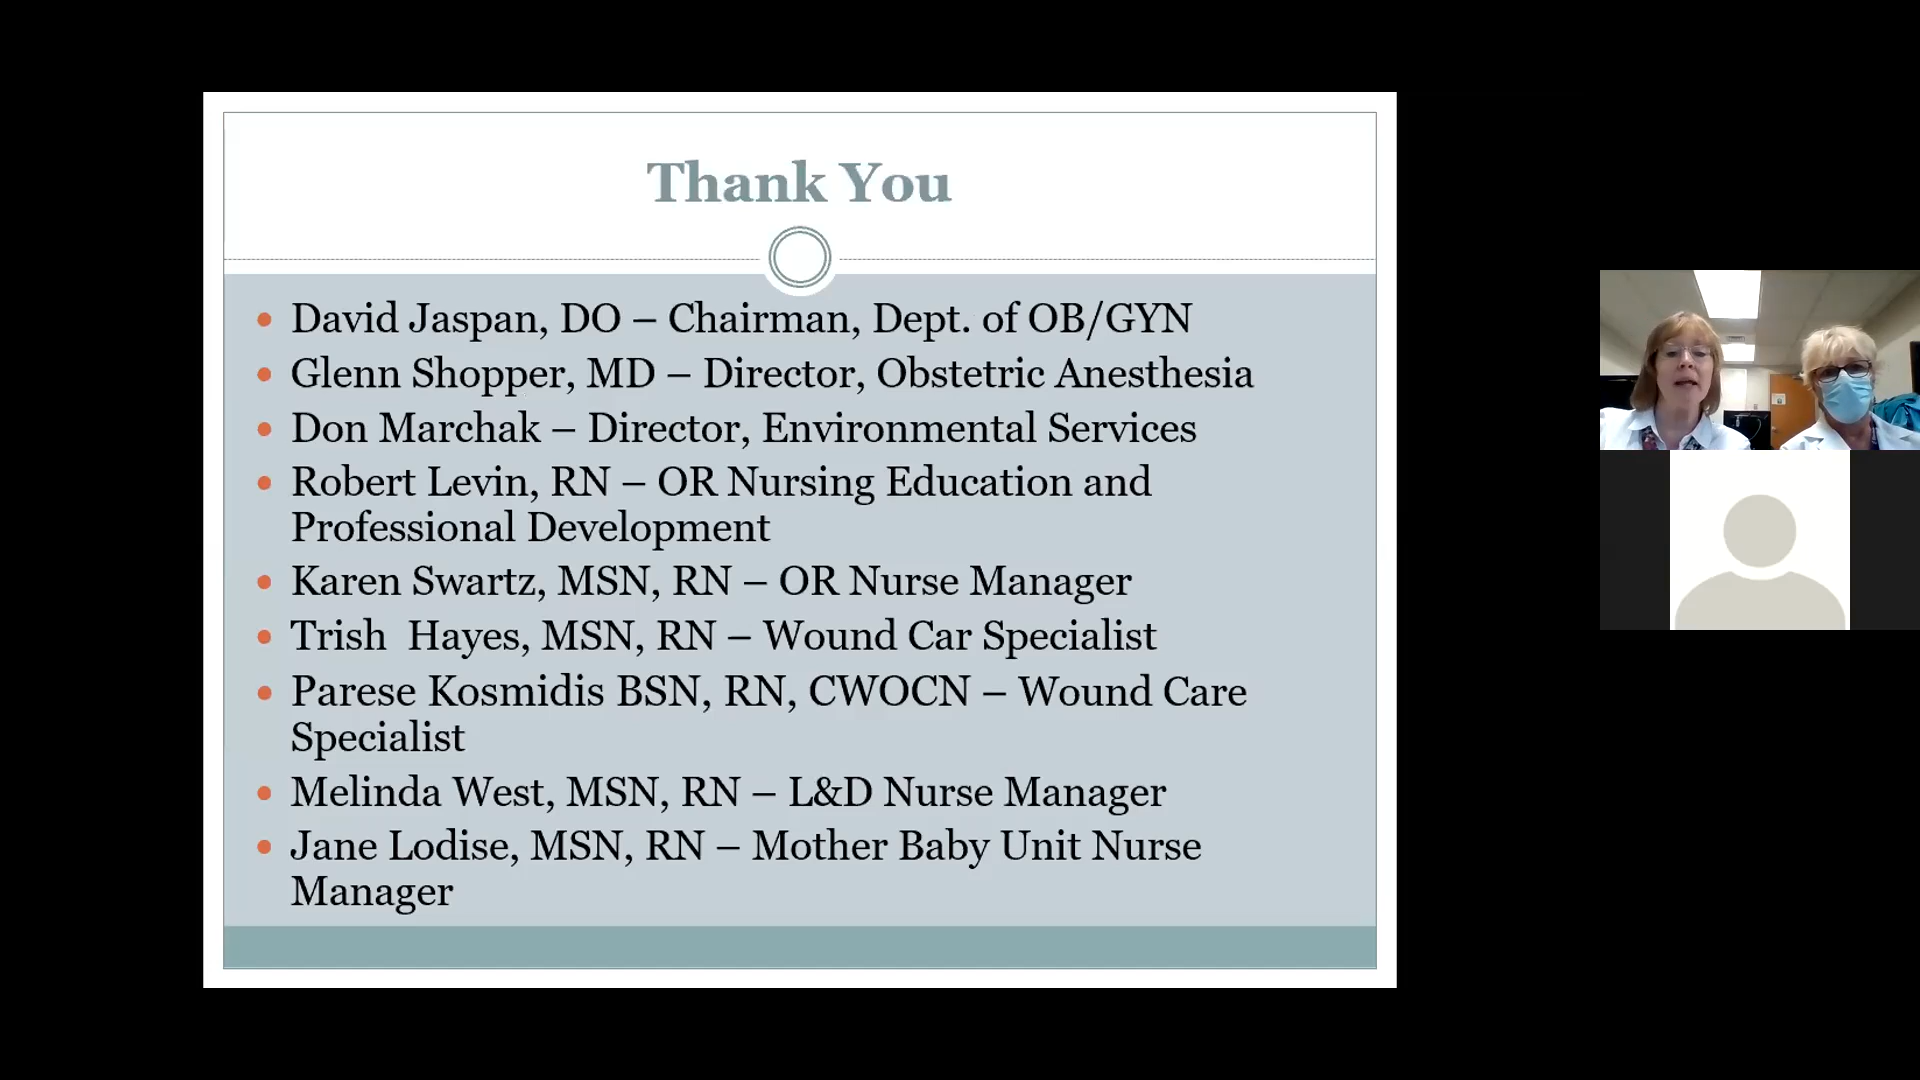 Thank You
• David Jaspan, DO – Chairman, Dept. of OB/GYN
• Glenn Shopper, MD – Director, Obstetric Anesthesia
• Don Marchak – Director, Environmental Services
• Robert Levin, RN – OR Nursing Education and
Professional Development
• Karen Swartz, MSN, RN – OR Nurse Manager
• Trish  Hayes, MSN, RN – Wound Car Specialist
• Parese Kosmidis BSN, RN, CWOCN – Wound Care
Specialist
• Melinda West, MSN, RN – L&D Nurse Manager
• Jane Lodise, MSN, RN – Mother Baby Unit Nurse
Manager